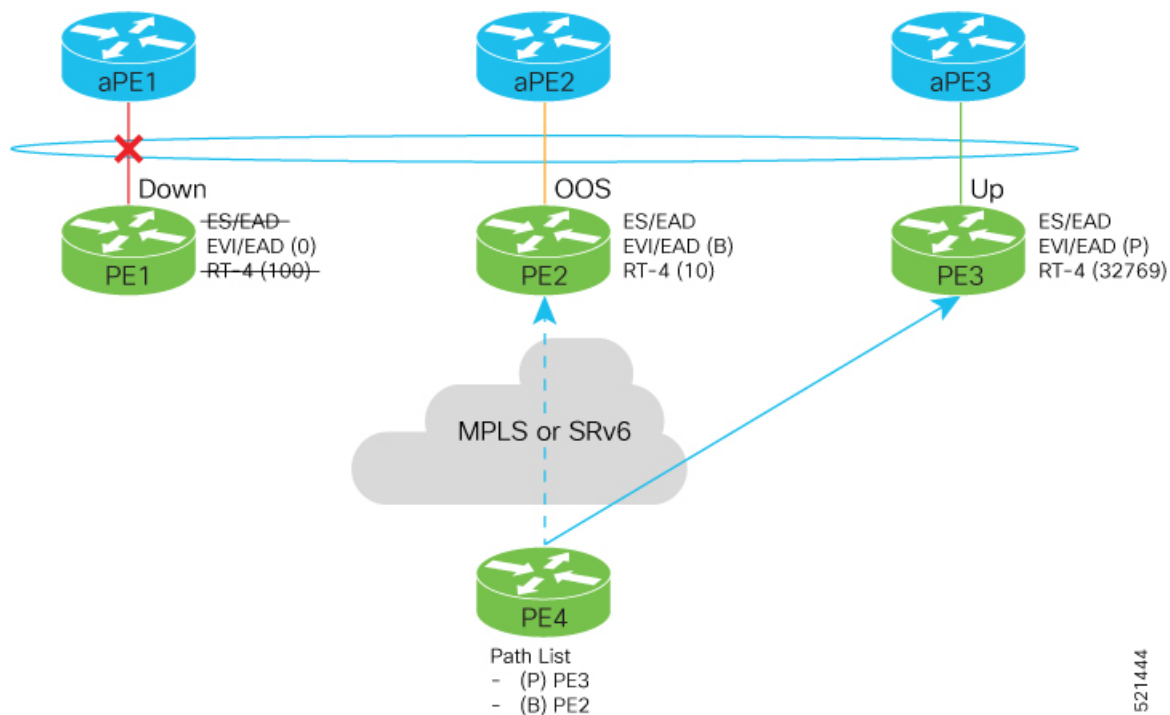 aPE1
aPE2
aPE3
Down
OOS
Up
PE1
ES/EAD
EVI/EAD (0)
RT-4 (100)
PE2
ES/EAD
EVI/EAD (B)
RT-4 (10)
PE3
ES/EAD
EVI/EAD (P)
RT-4 (32769)
MPLS or SRv6
PE4
Path List
- (P) PE3
- (B) PE2
521444